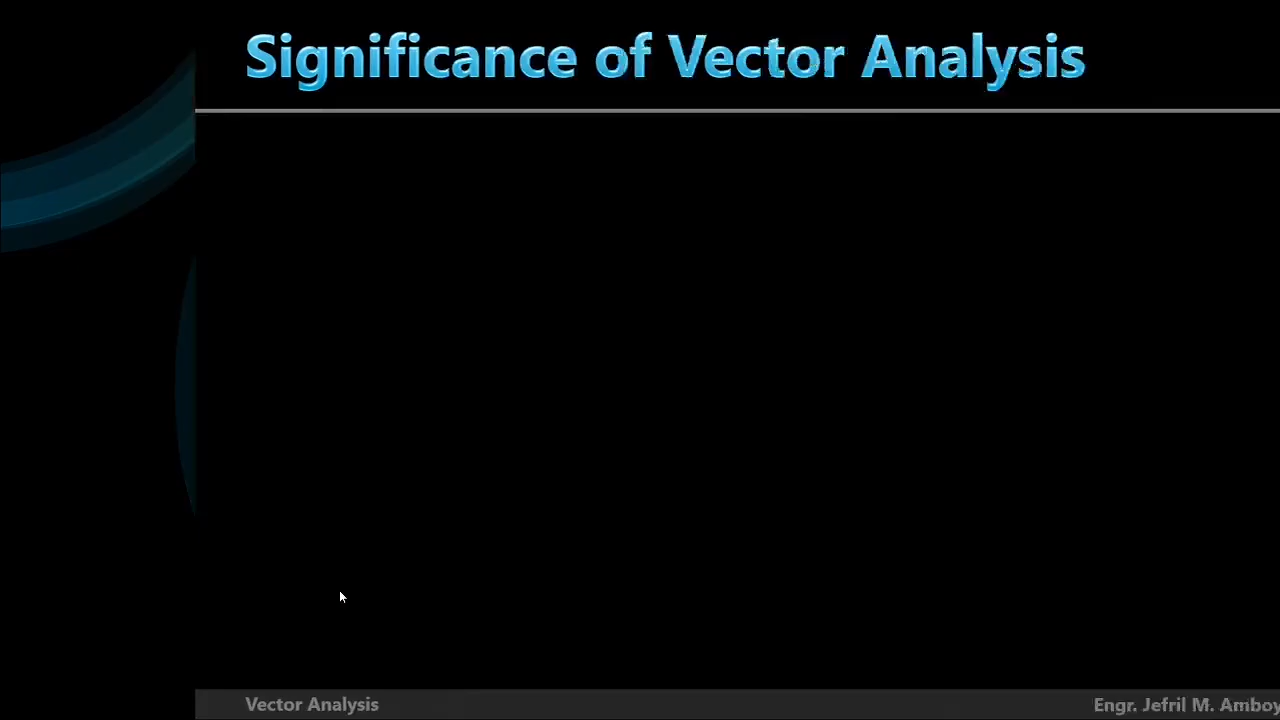 Significance of Vector Analysis
Vector Analysis
Engr. Jefril M. Amboy